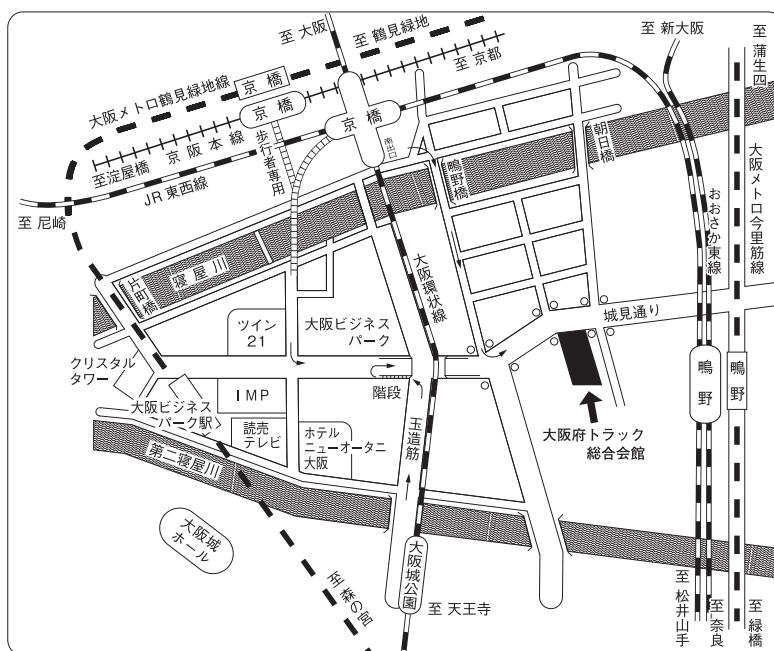 至 大阪
至 鶴見緑地
至 京都
至 新大阪
至 蒲生四
大阪メトロ鶴見緑地線
京橋
京橋
京橋
南出口
京阪本線
至淀屋橋
歩行者専用
JR東西線
至 尼崎
鴫野橋
朝日橋
おおさか東線
大阪メトロ今里筋線
片町橋
寝屋川
大阪環状線
城見通り
ツイン
21
大阪ビジネス
パーク
クリスタル
タワー
IMP
階段
大阪ビジネス
パーク駅
読売
テレビ
ホテル
ニューオータニ
大阪
玉造筋
鴫野
鴫野
大阪府トラック
総合会館
第二寝屋川
大阪城
ホール
大阪城公園
至 森の宮
至 天王寺
至 松井山手
至 奈良
至 緑橋